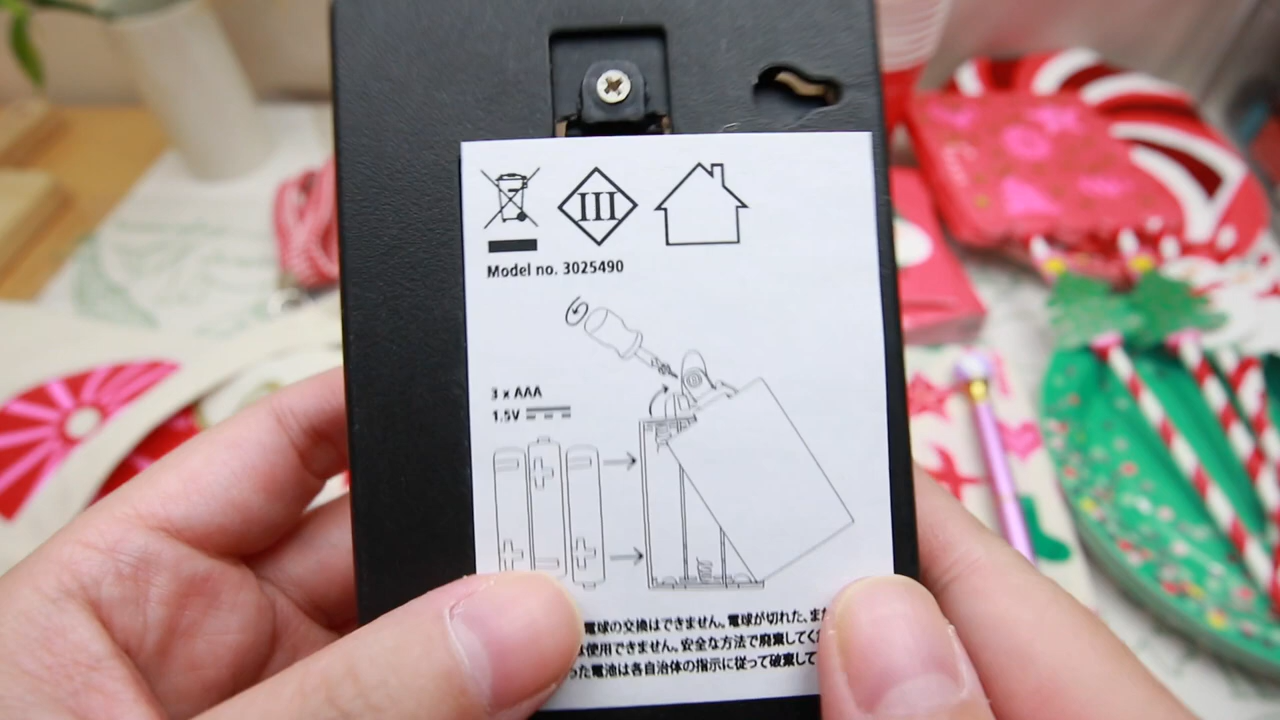 III
Model no. 3025490
3 x AAA
1.5V
電球の交換はできません。電球が切れた、また
使用できません。安全な方法で廃棄してく
った電池は各自治体の指示に従って破棄して